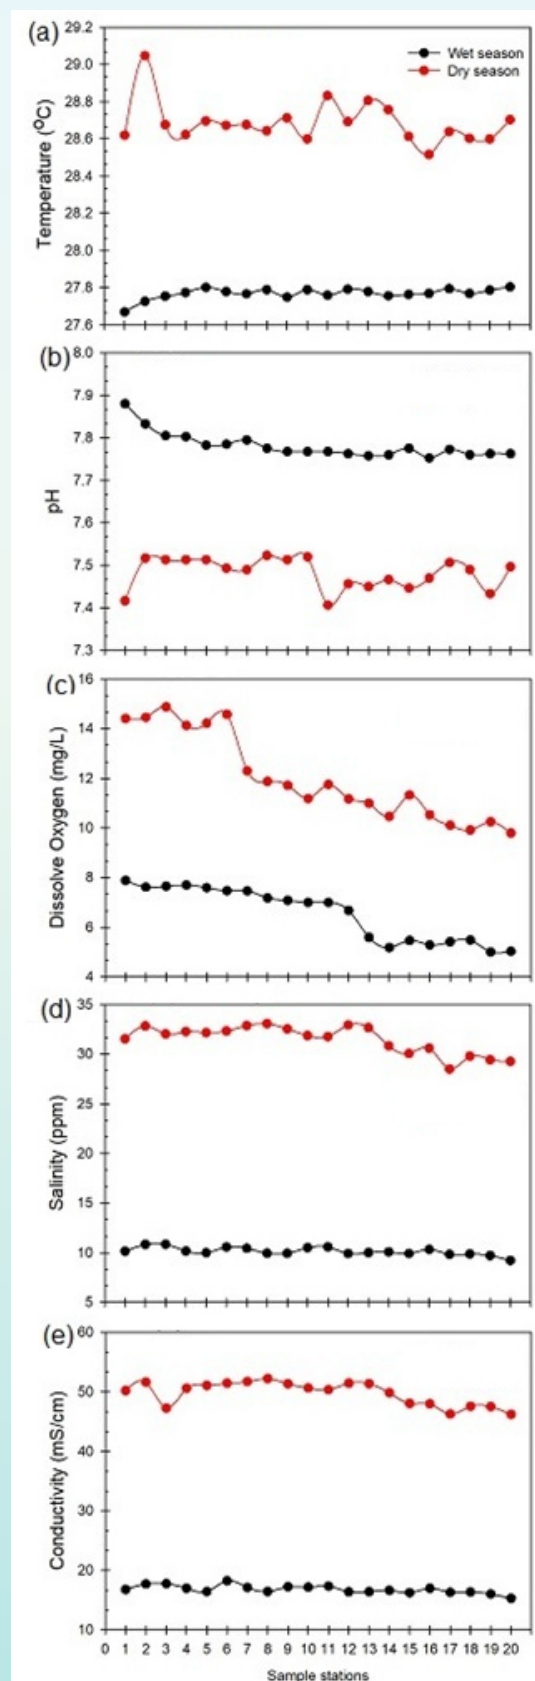 (a)
29.2
29.0
28.8
28.6
28.4
28.2
28.0
27.8
27.6
Temperature (°C)
Wet season
Dry season
(b)
8.0
7.9
7.8
7.7
7.6
7.5
7.4
7.3
pH
(c)
16
14
12
10
8
6
4
Dissolve Oxygen (mg/L)
(d)
35
30
25
20
15
10
5
Salinity (ppm)
(e)
60
50
40
30
20
10
Conductivity (mS/cm)
0 1 2 3 4 5 6 7 8 9 10 11 12 13 14 15 16 17 18 19 20
Sample stations